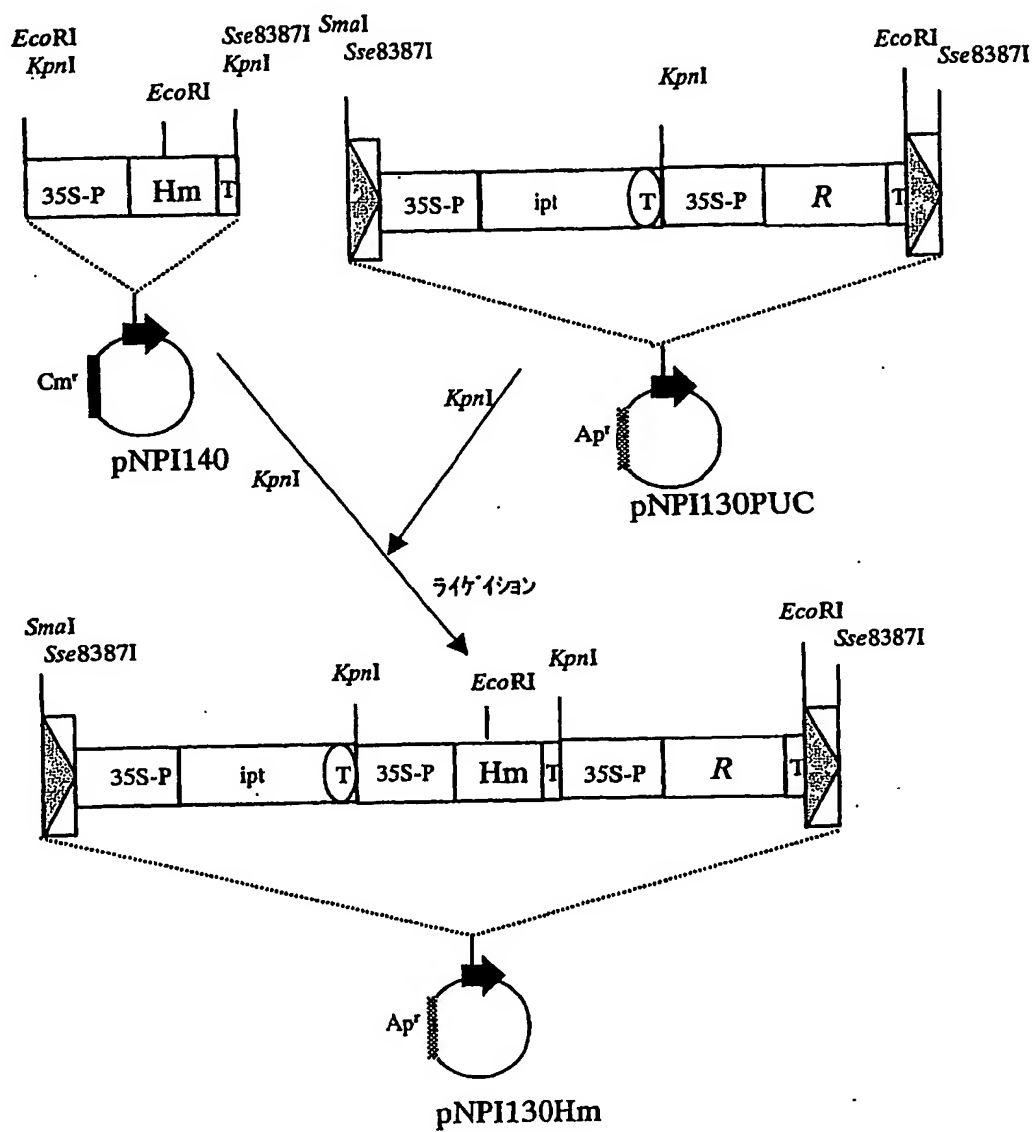 EcoRI
KpnI
EcoRI
Sse8387I
KpnI
35S-P
Hm
T
Cmʳ
pNPI140
SmaI
Sse8387I
KpnI
EcoRI
Sse8387I
35S-P
ipt
T
35S-P
R
T
Apʳ
pNPI130PUC
KpnI
KpnI
ライゲイション
SmaI
Sse8387I
KpnI
EcoRI
KpnI
EcoRI
Sse8387I
35S-P
ipt
T
35S-P
Hm
T
35S-P
R
T
Apʳ
pNPI130Hm